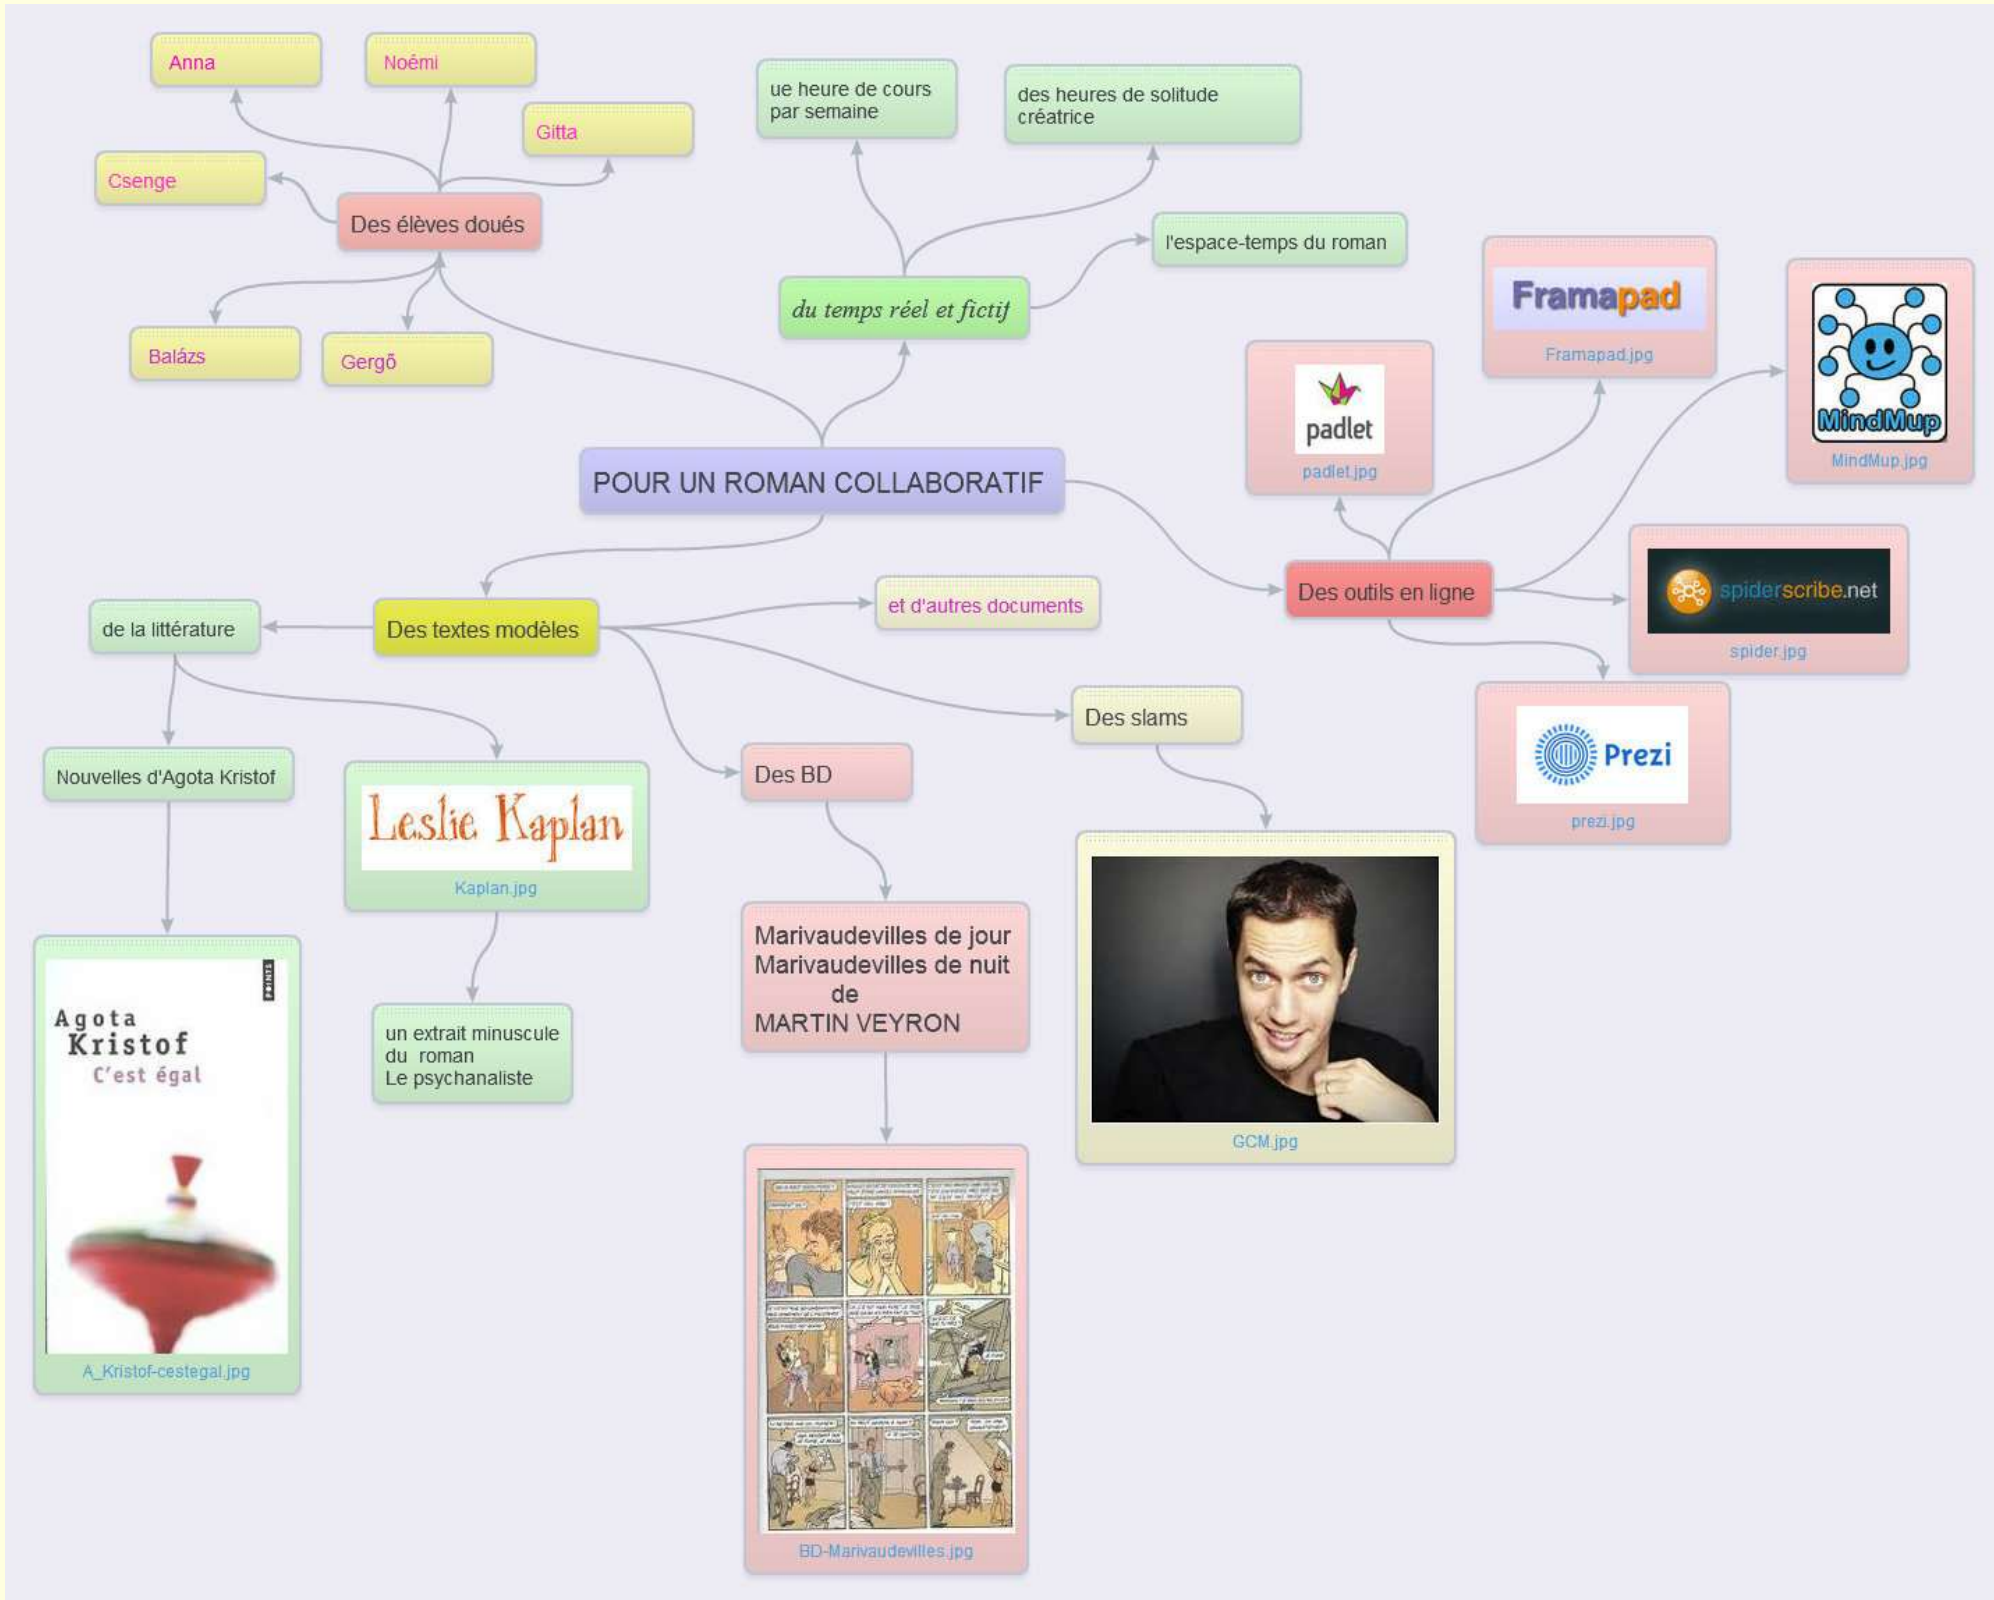 Anna
Noémi
Gitta
Csenge
Des élèves doués
Balázs
Gergő
ue heure de cours
par semaine
des heures de solitude
créatrice
l'espace-temps du roman
du temps réel et fictif
POUR UN ROMAN COLLABORATIF
padlet
padlet.jpg
Framapad
Framapad.jpg
MindMup
MindMup.jpg
Des outils en ligne
spiderscribe.net
spider.jpg
Prezi
prezi.jpg
de la littérature
Des textes modèles
et d'autres documents
Des slams
GCM.jpg
Des BD
Marivaudevilles de jour
Marivaudevilles de nuit
de
MARTIN VEYRON
BD-Marivaudevilles.jpg
Nouvelles d'Agota Kristof
Leslie Kaplan
Kaplan.jpg
un extrait minuscule
du roman
Le psychanaliste
POINTS
Agota
Kristof
C'est égal
A_Kristof-cestegal.jpg